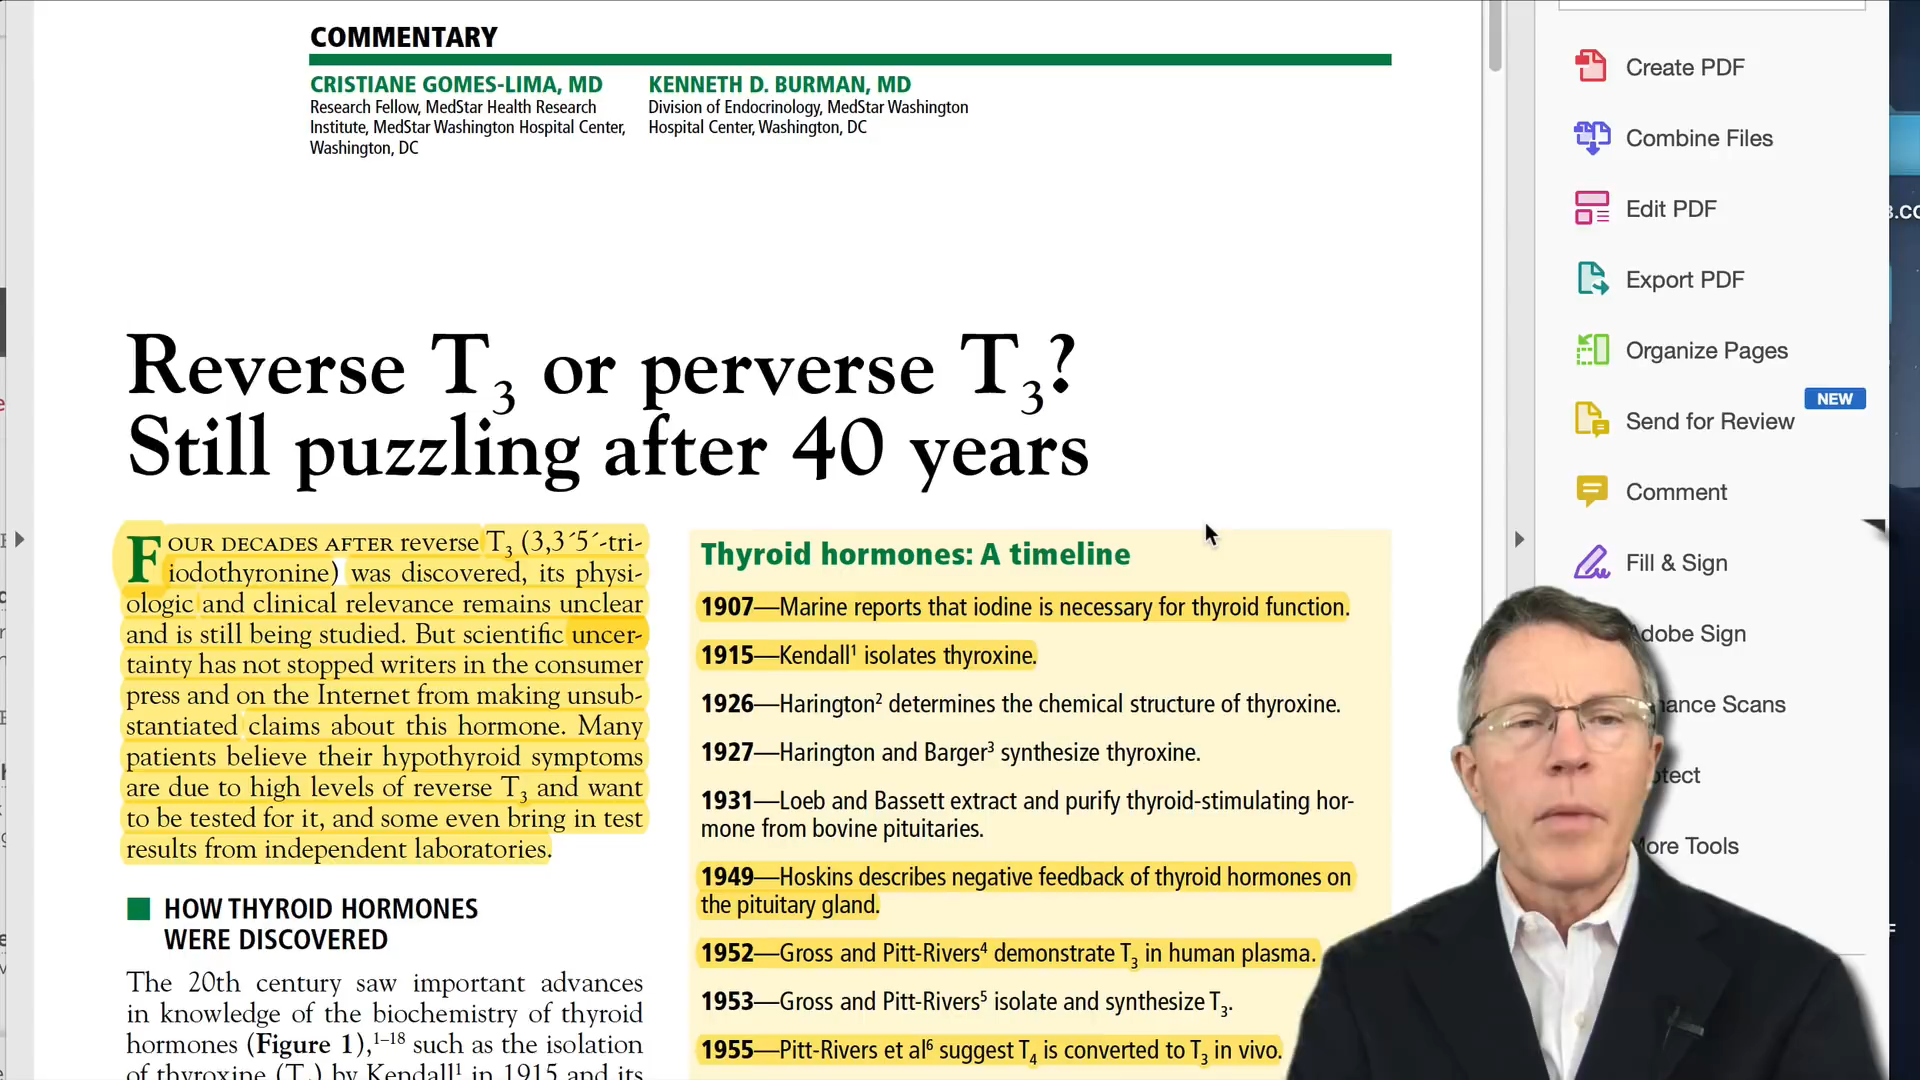 COMMENTARY
CRISTIANE GOMES-LIMA, MD
Research Fellow, MedStar Health Research
Institute, MedStar Washington Hospital Center,
Washington, DC
KENNETH D. BURMAN, MD
Division of Endocrinology, MedStar Washington
Hospital Center, Washington, DC
Reverse T3 or perverse T3?
Still puzzling after 40 years
FOUR DECADES AFTER reverse T3 (3,3´5´-tri-
iodothyronine) was discovered, its physi-
ologic and clinical relevance remains unclear
and is still being studied. But scientific uncer-
tainty has not stopped writers in the consumer
press and on the Internet from making unsub-
stantiated claims about this hormone. Many
patients believe their hypothyroid symptoms
are due to high levels of reverse T3 and want
to be tested for it, and some even bring in test
results from independent laboratories.
HOW THYROID HORMONES
WERE DISCOVERED
The 20th century saw important advances
in knowledge of the biochemistry of thyroid
hormones (Figure 1),1–18 such as the isolation
of thyroxine (T4) by Kendall1 in 1915 and its
Thyroid hormones: A timeline
1907—Marine reports that iodine is necessary for thyroid function.
1915—Kendall1 isolates thyroxine.
1926—Harington2 determines the chemical structure of thyroxine.
1927—Harington and Barger3 synthesize thyroxine.
1931—Loeb and Bassett extract and purify thyroid-stimulating hor-
mone from bovine pituitaries.
1949—Hoskins describes negative feedback of thyroid hormones on
the pituitary gland.
1952—Gross and Pitt-Rivers4 demonstrate T3 in human plasma.
1953—Gross and Pitt-Rivers5 isolate and synthesize T3.
1955—Pitt-Rivers et al6 suggest T4 is converted to T3 in vivo.
Create PDF
Combine Files
Edit PDF
Export PDF
Organize Pages
NEW
Send for Review
Comment
Fill & Sign
Adobe Sign
hance Scans
otect
More Tools